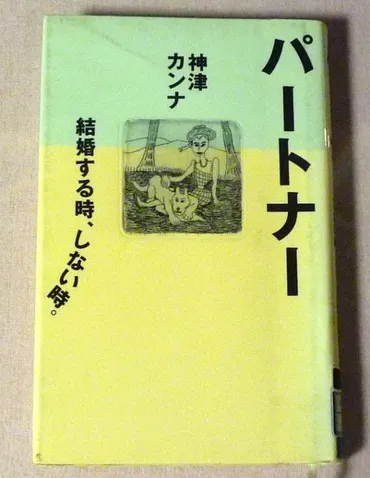 パートナー
神津
カンナ
結婚する時、しない時。